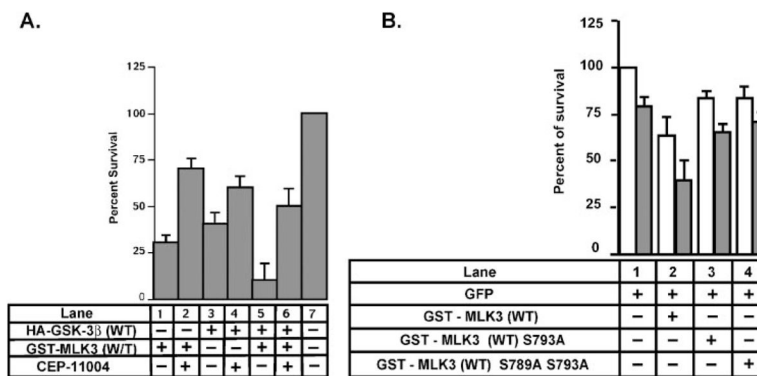 A.
Percent Survival
125
100
75
50
25
0
Lane 1 2 3 4 5 6 7
HA-GSK-3β (WT) – – + + + + –
GST-MLK3 (W/T) + + – – + + –
CEP-11004 – + – + – + –
B.
Percent of survival
100
75
50
25
0
Lane 1 2 3 4
GFP + + + +
GST - MLK3 (WT) – + – –
GST - MLK3 (WT) S793A – – + –
GST - MLK3 (WT) S789A S793A – – – +